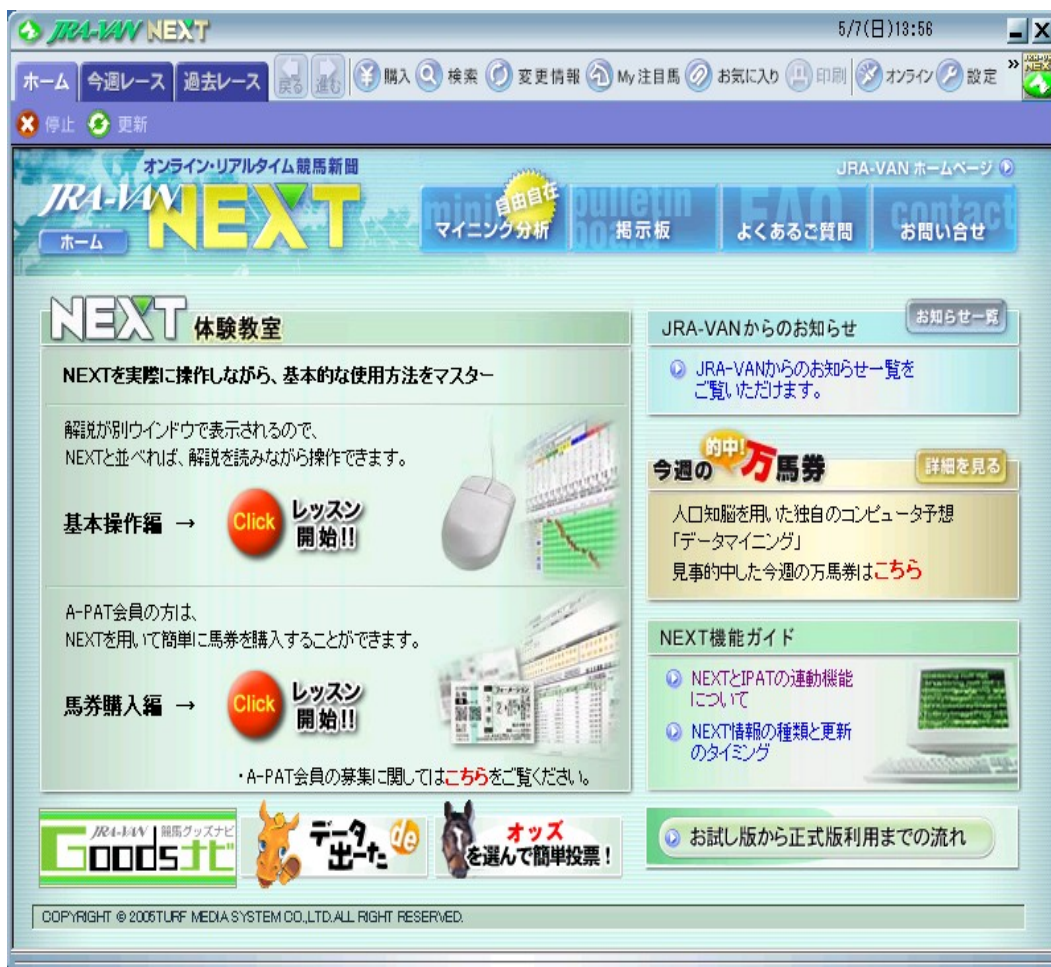 JRA-VAN NEXT
5/7(日)13:56
ホーム 今週レース 過去レース 戻る 進む 購入 検索 変更情報 My注目馬 お気に入り 印刷 オンライン 設定 »
停止 更新
オンライン・リアルタイム競馬新聞
JRA-VAN ホームページ
JRA-VAN NEXT
ホーム
自由自在
マイニング分析
bulletin board
掲示板
FAQ
よくあるご質問
contact
お問い合せ
NEXT 体験教室
NEXTを実際に操作しながら、基本的な使用方法をマスター
解説が別ウインドウで表示されるので、
NEXTと並べれば、解説を読みながら操作できます。
基本操作編 → Click レッスン
開始!!
A-PAT会員の方は、
NEXTを用いて簡単に馬券を購入することができます。
馬券購入編 → Click レッスン
開始!!
・A-PAT会員の募集に関してはこちらをご覧ください。
JRA-VANからのお知らせ
お知らせ一覧
JRA-VANからのお知らせ一覧を
ご覧いただけます。
今週の 的中! 万馬券
詳細を見る
人口知脳を用いた独自のコンピュータ予想
「データマイニング」
見事的中した今週の万馬券はこちら
NEXT機能ガイド
NEXTとIPATの連動機能
について
NEXT情報の種類と更新
のタイミング
JRA-VAN 競馬グッズナビ
Goodsナビ
データde
出ーた
オッズ
を選んで簡単投票!
お試し版から正式版利用までの流れ
COPYRIGHT © 2005TURF MEDIA SYSTEM CO.,LTD.ALL RIGHT RESERVED.